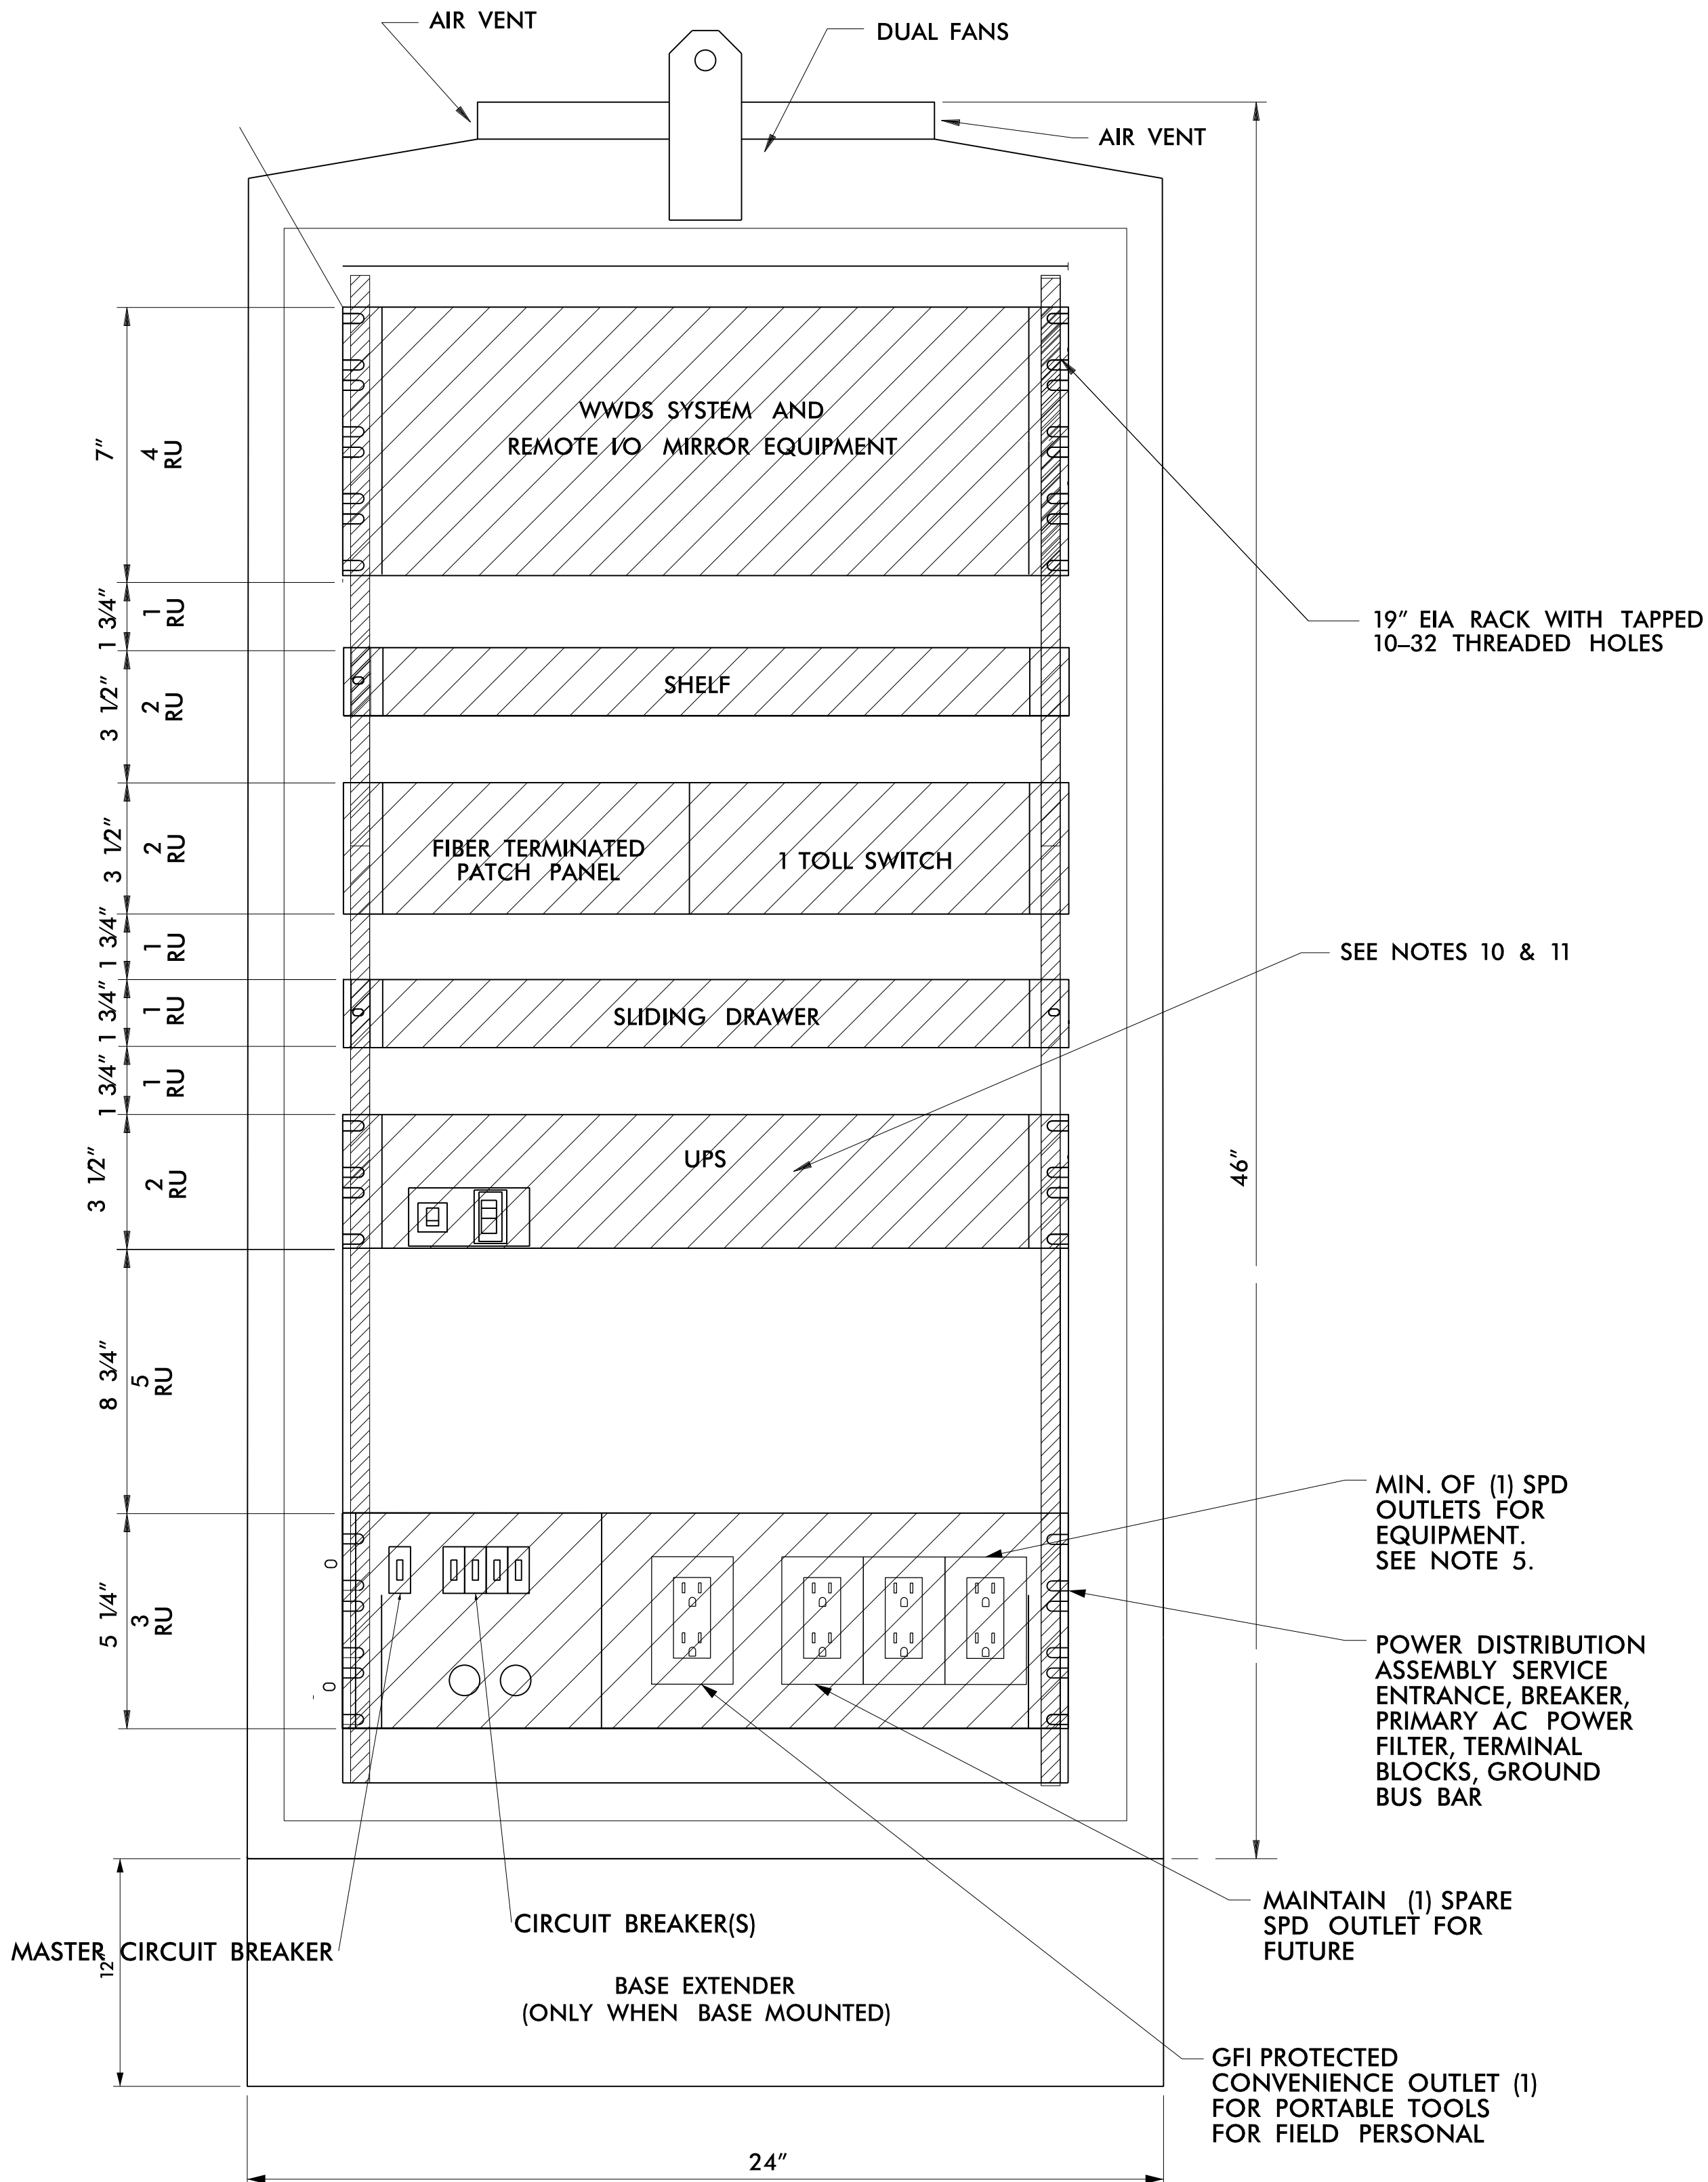 AIR VENT
DUAL FANS
AIR VENT
7"
4
RU
WWDS SYSTEM AND
REMOTE I/O MIRROR EQUIPMENT
1 3/4"
1
RU
19" EIA RACK WITH TAPPED
10–32 THREADED HOLES
3 1/2"
2
RU
SHELF
3 1/2"
2
RU
FIBER TERMINATED
PATCH PANEL
1 TOLL SWITCH
1 3/4"
1
RU
SEE NOTES 10 & 11
1 3/4"
1
RU
SLIDING DRAWER
1 3/4"
1
RU
3 1/2"
2
RU
UPS
46"
8 3/4"
5
RU
MIN. OF (1) SPD
OUTLETS FOR
EQUIPMENT.
SEE NOTE 5.
5 1/4"
3
RU
POWER DISTRIBUTION
ASSEMBLY SERVICE
ENTRANCE, BREAKER,
PRIMARY AC POWER
FILTER, TERMINAL
BLOCKS, GROUND
BUS BAR
MAINTAIN (1) SPARE
SPD OUTLET FOR
FUTURE
CIRCUIT BREAKER(S)
MASTER CIRCUIT BREAKER
12"
BASE EXTENDER
(ONLY WHEN BASE MOUNTED)
GFI PROTECTED
CONVENIENCE OUTLET (1)
FOR PORTABLE TOOLS
FOR FIELD PERSONAL
24"